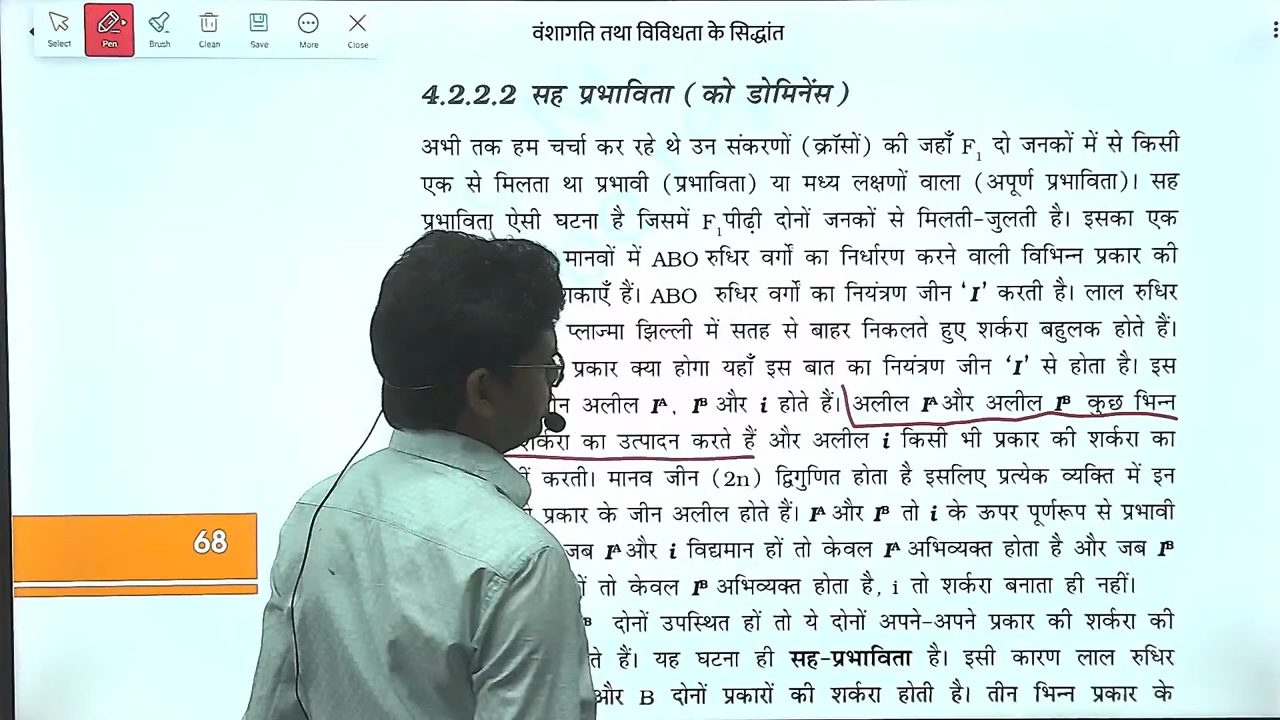 Select Pen Brush Clean Save More Close
वंशागति तथा विविधता के सिद्धांत
4.2.2.2 सह प्रभाविता ( को डोमिनेंस )
अभी तक हम चर्चा कर रहे थे उन संकरणों (क्रॉसों) की जहाँ F₁ दो जनकों में से किसी
एक से मिलता था प्रभावी (प्रभाविता) या मध्य लक्षणों वाला (अपूर्ण प्रभाविता)। सह
प्रभाविता ऐसी घटना है जिसमें F₁पीढ़ी दोनों जनकों से मिलती-जुलती है। इसका एक
मानवों में ABO रुधिर वर्गों का निर्धारण करने वाली विभिन्न प्रकार की
हैं। ABO रुधिर वर्गों का नियंत्रण जीन ‘I’ करती है। लाल रुधिर
प्लाज्मा झिल्ली में सतह से बाहर निकलते हुए शर्करा बहुलक होते हैं।
प्रकार क्या होगा यहाँ इस बात का नियंत्रण जीन ‘I’ से होता है। इस
अलील Iᴬ, Iᴮ और i होते हैं। अलील Iᴬ और अलील Iᴮ कुछ भिन्न
शर्करा का उत्पादन करते हैं और अलील i किसी भी प्रकार की शर्करा का
करती। मानव जीन (2n) द्विगुणित होता है इसलिए प्रत्येक व्यक्ति में इन
प्रकार के जीन अलील होते हैं। Iᴬ और Iᴮ तो i के ऊपर पूर्णरूप से प्रभावी
जब Iᴬ और i विद्यमान हों तो केवल Iᴬ अभिव्यक्त होता है और जब Iᴮ
तो केवल Iᴮ अभिव्यक्त होता है, i तो शर्करा बनाता ही नहीं।
दोनों उपस्थित हों तो ये दोनों अपने-अपने प्रकार की शर्करा की
हैं। यह घटना ही सह-प्रभाविता है। इसी कारण लाल रुधिर
और B दोनों प्रकारों की शर्करा होती है। तीन भिन्न प्रकार के
68